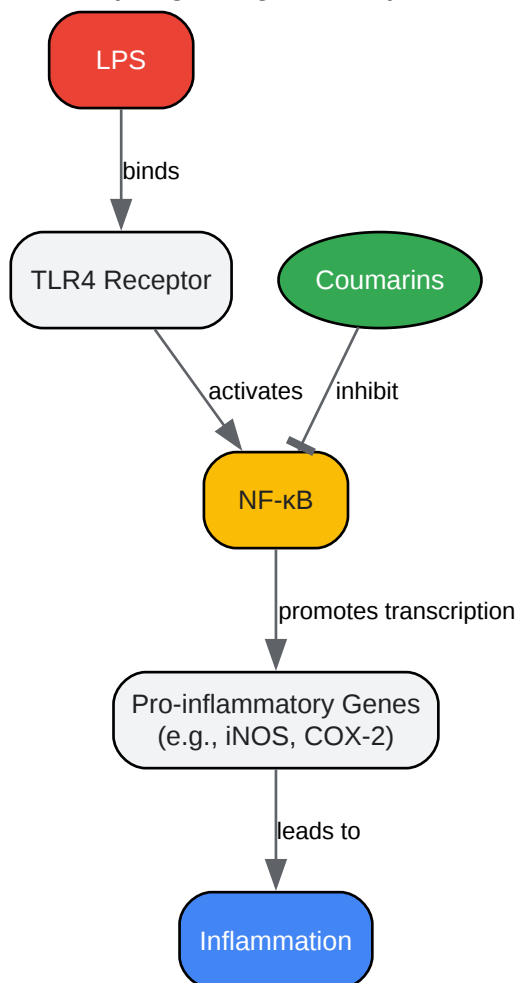 LPS
binds
TLR4 Receptor
Coumarins
activates
inhibit
NF-κB
promotes transcription
Pro-inflammatory Genes
(e.g., iNOS, COX-2)
leads to
Inflammation